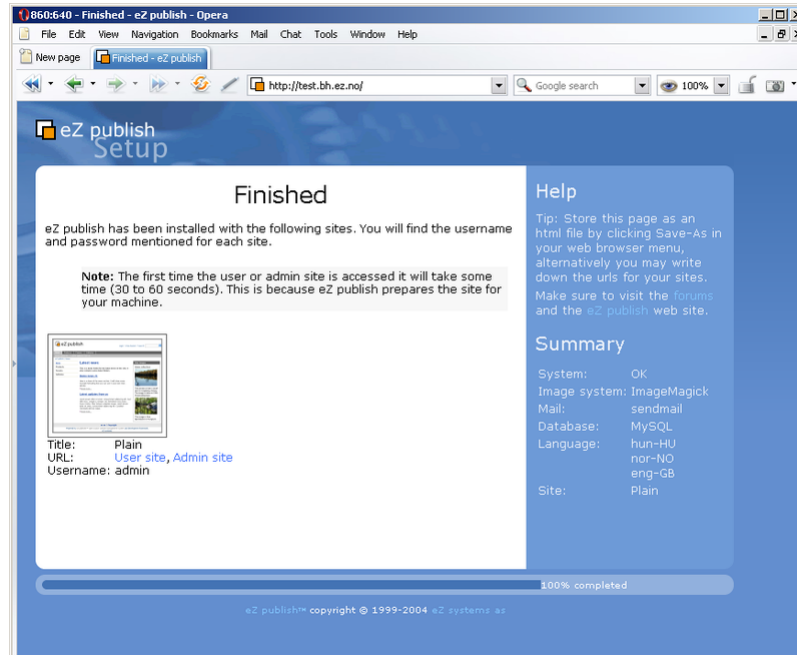 860:640 - Finished - eZ publish - Opera
File Edit View Navigation Bookmarks Mail Chat Tools Window Help
New page Finished - eZ publish
http://test.bh.ez.no/ Google search 100%
eZ publish
Setup
Finished
eZ publish has been installed with the following sites. You will find the username
and password mentioned for each site.
Note: The first time the user or admin site is accessed it will take some
time (30 to 60 seconds). This is because eZ publish prepares the site for
your machine.
eZ publish
Title: Plain
URL: User site, Admin site
Username: admin
Help
Tip: Store this page as an
html file by clicking Save-As in
your web browser menu,
alternatively you may write
down the urls for your sites.
Make sure to visit the forums
and the eZ publish web site.
Summary
System: OK
Image system: ImageMagick
Mail: sendmail
Database: MySQL
Language: hun-HU
nor-NO
eng-GB
Site: Plain
100% completed
eZ publish™ copyright © 1999-2004 eZ systems as